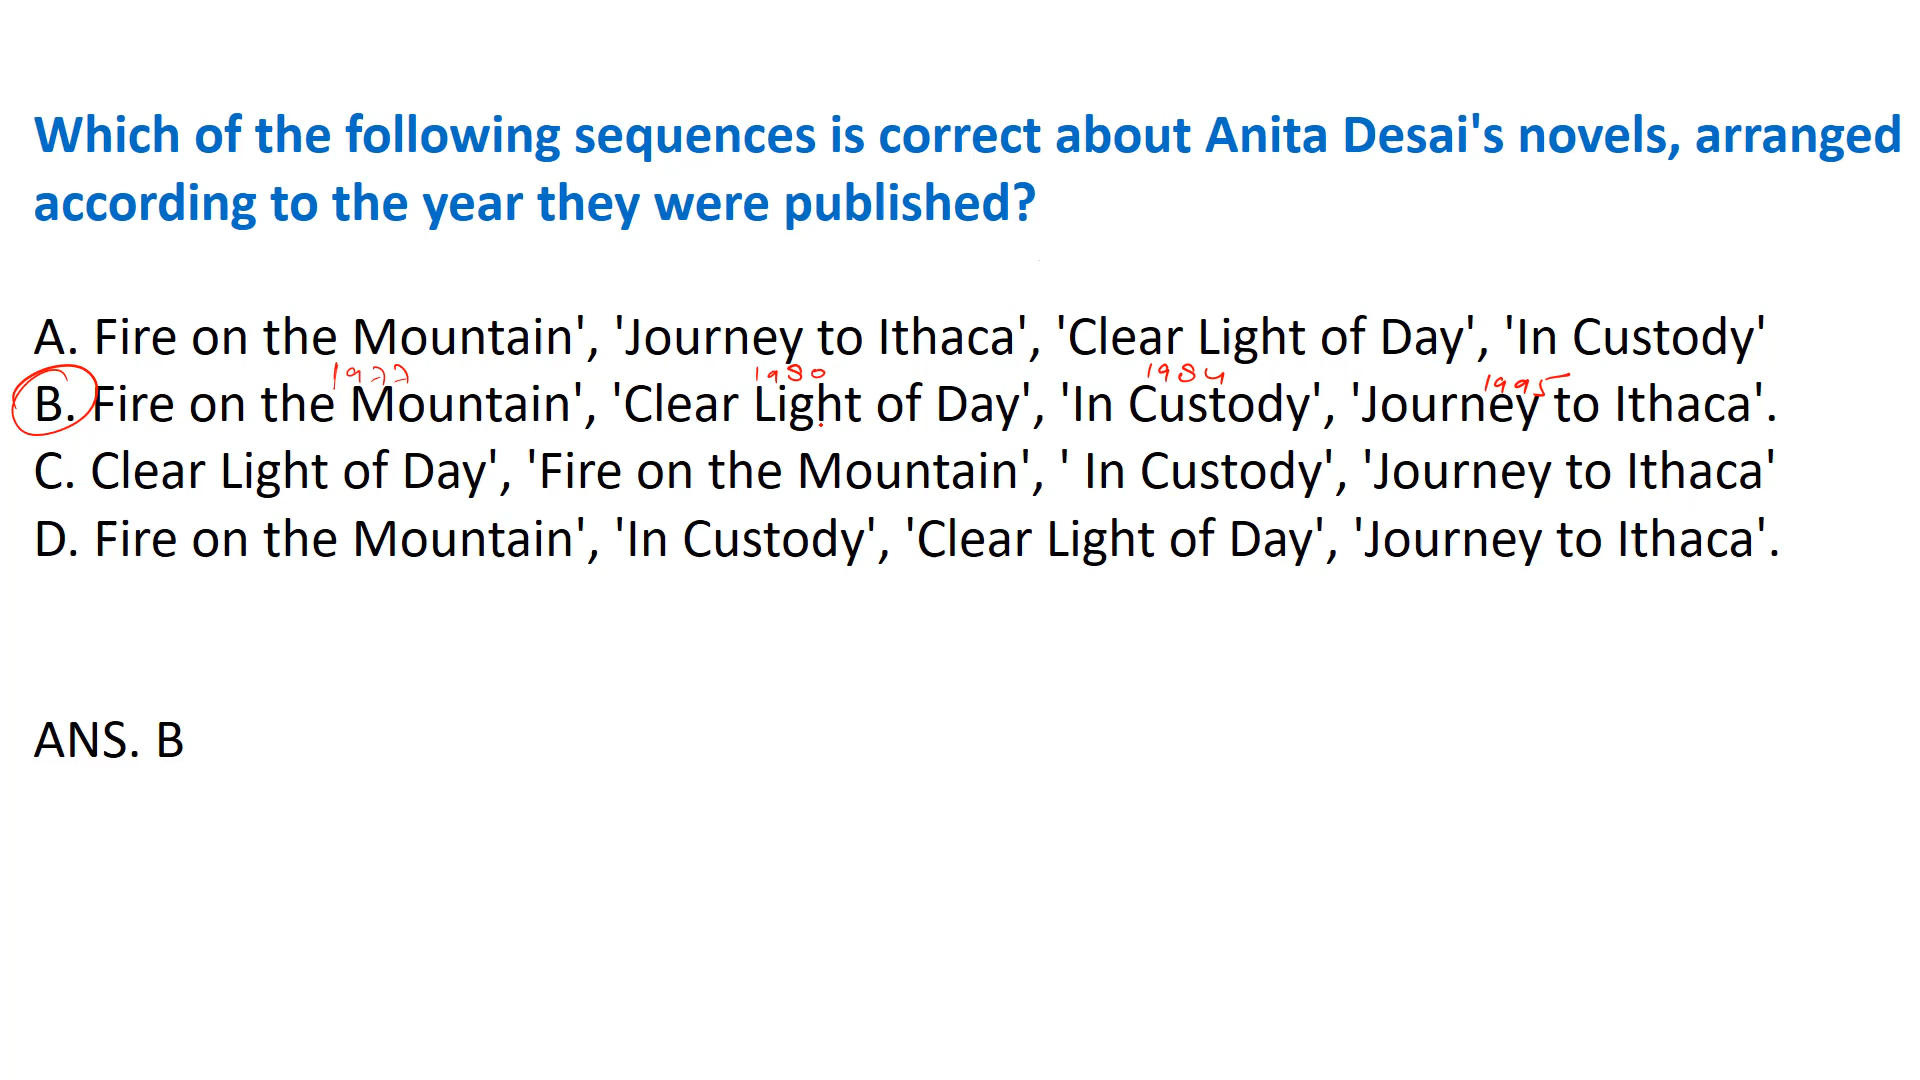 Which of the following sequences is correct about Anita Desai's novels, arranged
according to the year they were published?
A. Fire on the Mountain', 'Journey to Ithaca', 'Clear Light of Day', 'In Custody'
1977 1980 1984 1995
B. Fire on the Mountain', 'Clear Light of Day', 'In Custody', 'Journey to Ithaca'.
C. Clear Light of Day', 'Fire on the Mountain', ' In Custody', 'Journey to Ithaca'
D. Fire on the Mountain', 'In Custody', 'Clear Light of Day', 'Journey to Ithaca'.
ANS. B